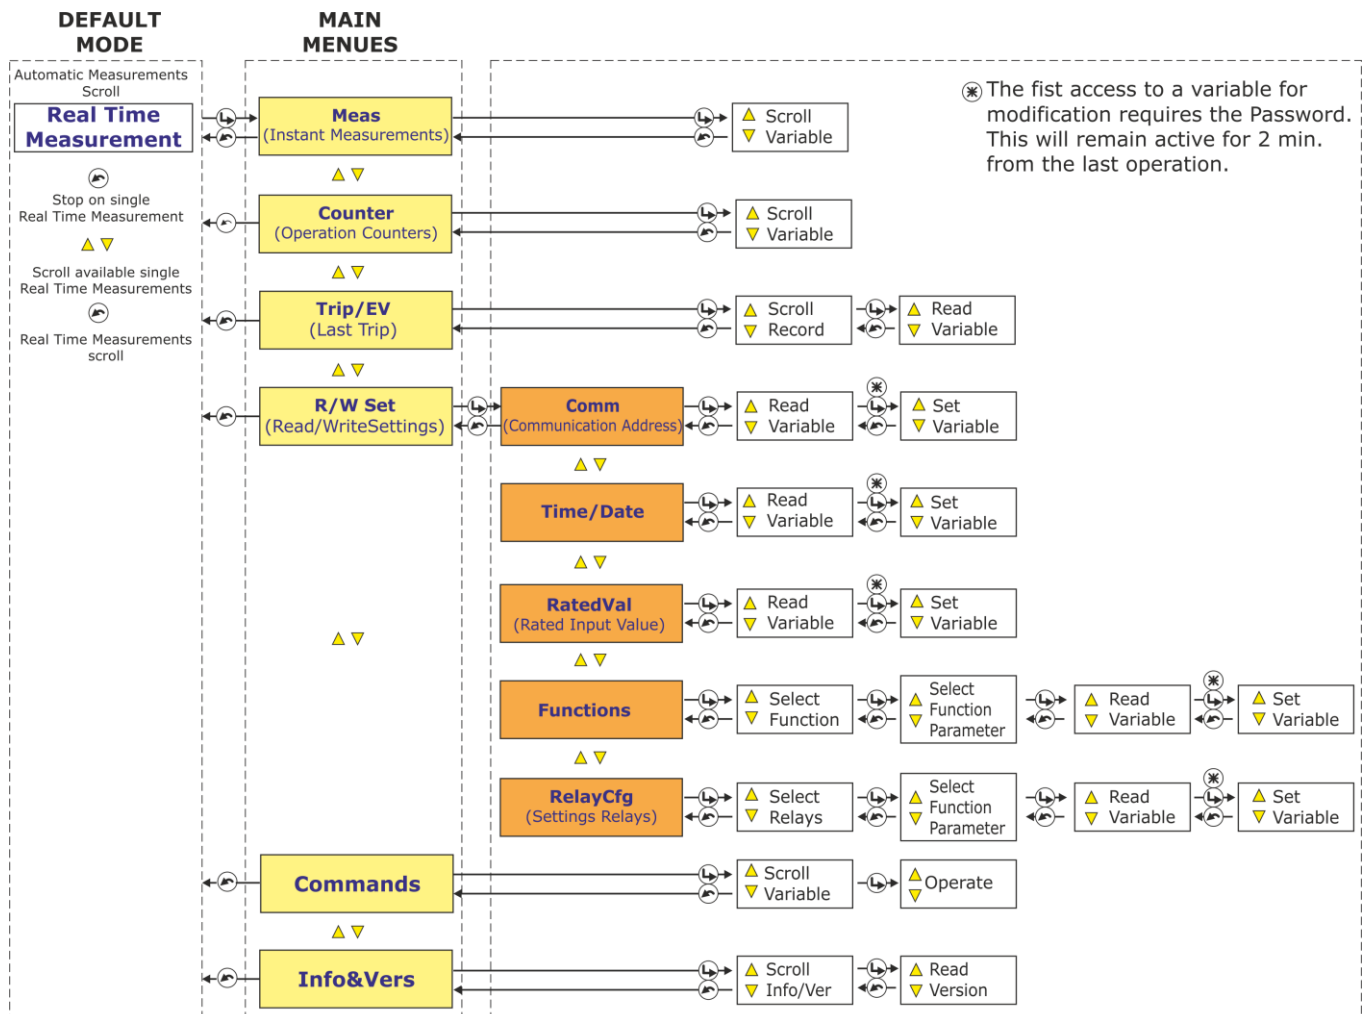 DEFAULT
MODE
MAIN
MENUES
Automatic Measurements
Scroll
Real Time
Measurement
Stop on single
Real Time Measurement
Scroll available single
Real Time Measurements
Real Time Measurements
scroll
Meas
(Instant Measurements)
Scroll
Variable
The fist access to a variable for
modification requires the Password.
This will remain active for 2 min.
from the last operation.
Counter
(Operation Counters)
Scroll
Variable
Trip/EV
(Last Trip)
Scroll
Record
Read
Variable
R/W Set
(Read/WriteSettings)
Comm
(Communication Address)
Read
Variable
Set
Variable
Time/Date
Read
Variable
Set
Variable
RatedVal
(Rated Input Value)
Read
Variable
Set
Variable
Functions
Select
Function
Select
Function
Parameter
Read
Variable
Set
Variable
RelayCfg
(Settings Relays)
Select
Relays
Select
Function
Parameter
Read
Variable
Set
Variable
Commands
Scroll
Variable
Operate
Info&Vers
Scroll
Info/Ver
Read
Version